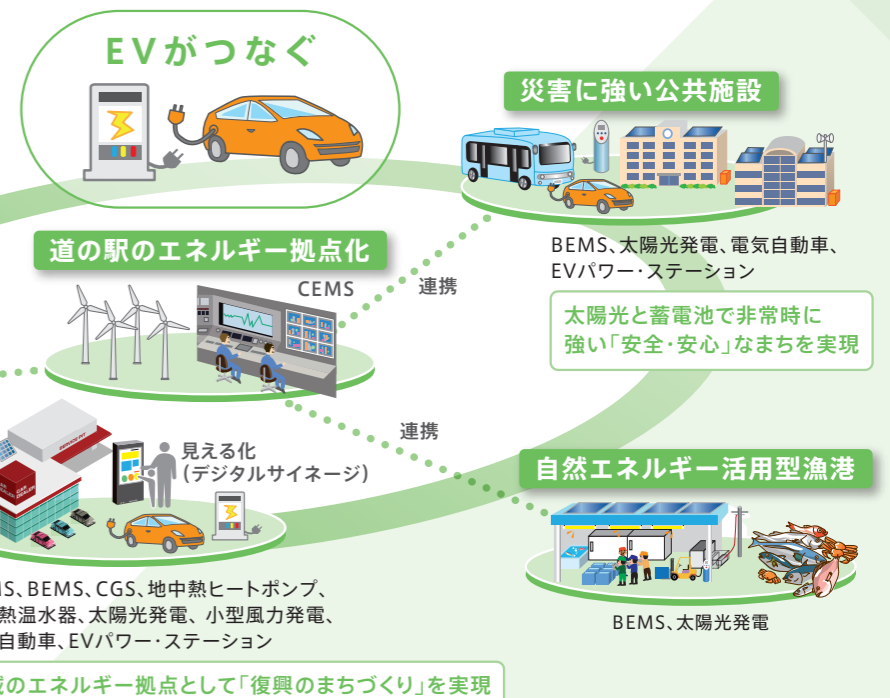 EVがつなぐ
災害に強い公共施設
BEMS、太陽光発電、電気自動車、
EVパワー・ステーション
太陽光と蓄電池で非常時に
強い「安全・安心」なまちを実現
道の駅のエネルギー拠点化
CEMS
連携
連携
見える化
(デジタルサイネージ)
自然エネルギー活用型漁港
BEMS、太陽光発電
MS、BEMS、CGS、地中熱ヒートポンプ、
熱温水器、太陽光発電、小型風力発電、
自動車、EVパワー・ステーション
域のエネルギー拠点として「復興のまちづくり」を実現